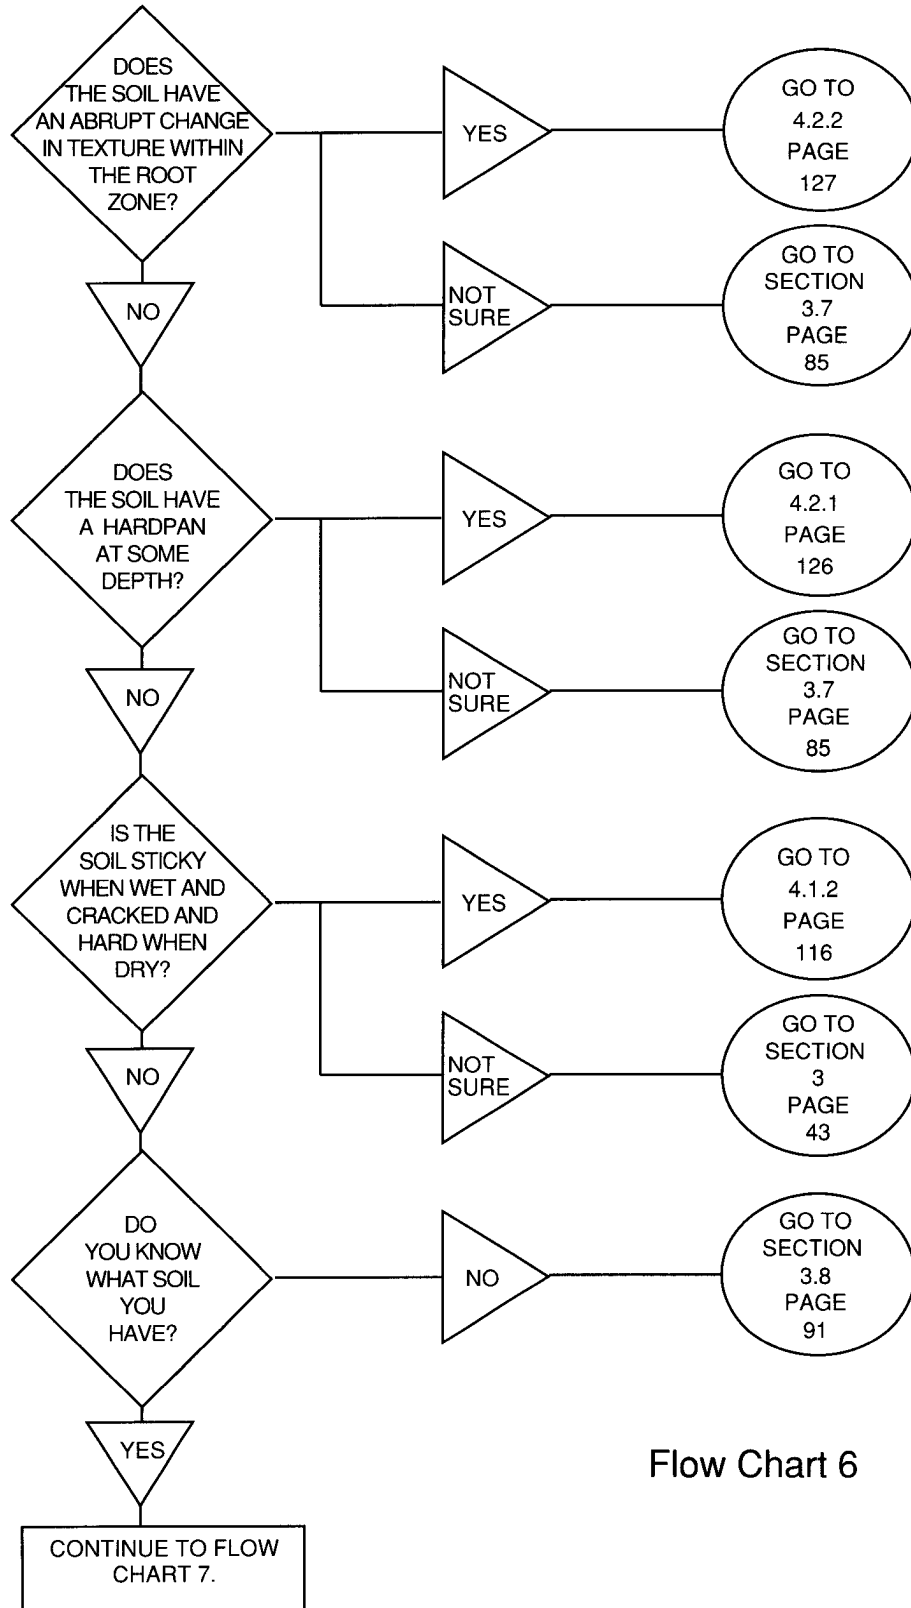 DOES
THE SOIL HAVE
AN ABRUPT CHANGE
IN TEXTURE WITHIN
THE ROOT
ZONE?
YES
GO TO
4.2.2
PAGE
127
NOT
SURE
GO TO
SECTION
3.7
PAGE
85
NO
DOES
THE SOIL HAVE
A HARDPAN
AT SOME
DEPTH?
YES
GO TO
4.2.1
PAGE
126
NOT
SURE
GO TO
SECTION
3.7
PAGE
85
NO
IS THE
SOIL STICKY
WHEN WET AND
CRACKED AND
HARD WHEN
DRY?
YES
GO TO
4.1.2
PAGE
116
NOT
SURE
GO TO
SECTION
3
PAGE
43
NO
DO
YOU KNOW
WHAT SOIL
YOU
HAVE?
NO
GO TO
SECTION
3.8
PAGE
91
YES
CONTINUE TO FLOW
CHART 7.
Flow Chart 6